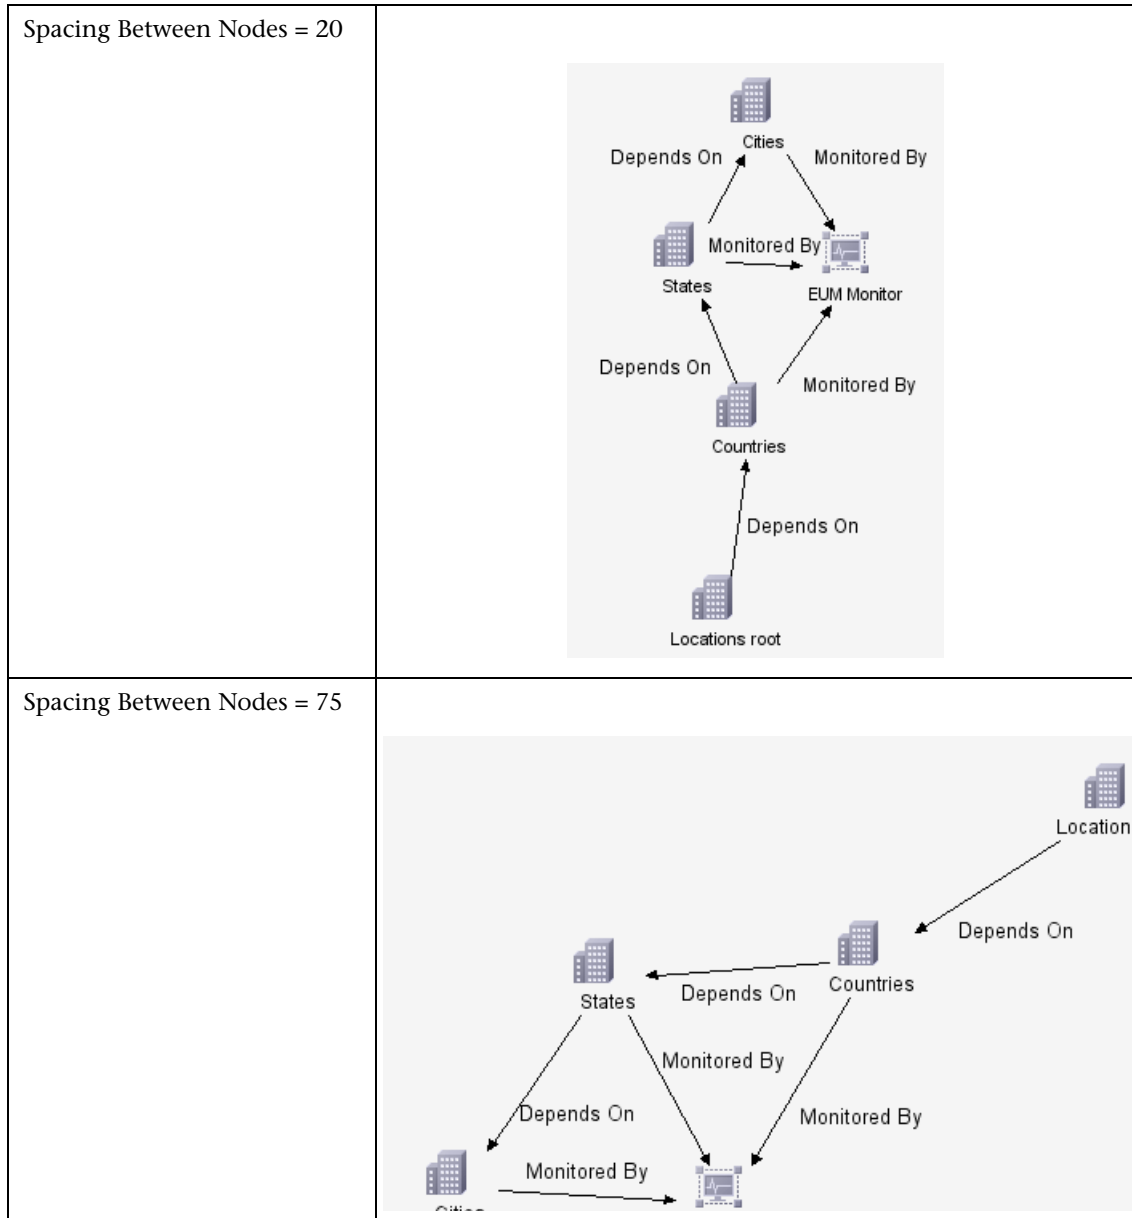 Spacing Between Nodes = 20
Cities
Depends On
Monitored By
Monitored By
States
EUM Monitor
Depends On
Monitored By
Countries
Depends On
Locations root
Spacing Between Nodes = 75
Location
Depends On
Countries
Depends On
States
Monitored By
Depends On
Monitored By
Monitored By